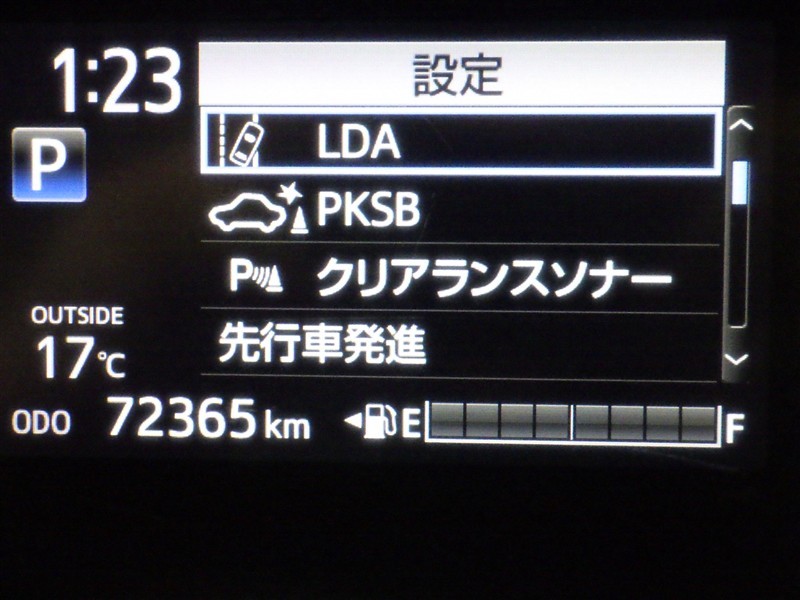 1:23
設定
P
LDA
PKSB
P クリアランスソナー
先行車発進
OUTSIDE
17℃
ODO 72365 km
E F